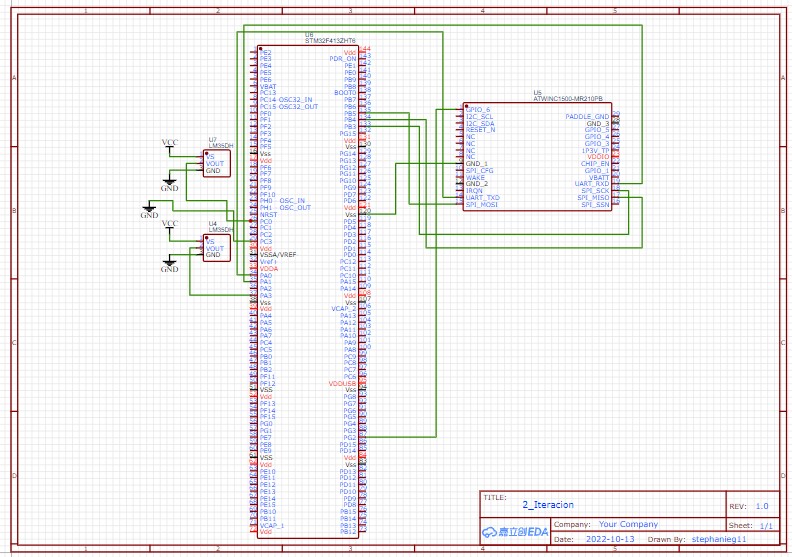 1 2 3 4 5
U6
STM32F413ZHT6
PE2
PE3
PE4
PE5
PE6
VBAT
PC13
PC14 OSC32_IN
PC15 OSC32_OUT
PF0
PF1
PF2
PF3
PF4
PF5
Vss
Vdd
PF6
PF7
PF8
PF9
PF10
PH0 - OSC_IN
PH1 - OSC_OUT
NRST
PC0
PC1
PC2
PC3
Vdd
VSSA/VREF
Vref+
VDDA
PA0
PA1
PA2
PA3
Vss
Vdd
PA4
PA5
PA6
PA7
PC4
PC5
PB0
PB1
PB2
PF11
PF12
VSS
Vdd
PF13
PF14
PF15
PG0
PG1
PE7
PE8
PE9
VSS
Vdd
PE10
PE11
PE12
PE13
PE14
PE15
PB10
PB11
VCAP_1
Vdd
Vdd
PDR_ON
PE1
PE0
PB9
PB8
BOOT0
PB7
PB6
PB5
PB4
PB3
PG15
Vdd
Vss
PG14
PG13
PG12
PG11
PG10
PG9
PD7
PD6
Vdd
Vss
PD5
PD4
PD3
PD2
PD1
PD0
PC12
PC11
PC10
PA15
PA14
Vdd
Vss
VCAP_2
PA13
PA12
PA11
PA10
PA9
PA8
PC9
PC8
PC7
PC6
VDDUSB
Vss
PG8
PG7
PG6
PG5
PG4
PG3
PG2
PD15
PD14
Vdd
Vss
PD13
PD12
PD11
PD10
PD9
PD8
PB15
PB14
PB13
PB12
U7
LM35DH
VS
VOUT
GND
VCC
GND
GND
VCC
U4
LM35DH
VS
VOUT
GND
GND
U5
ATWINC1500-MR210PB
GPIO_6
I2C_SCL
I2C_SDA
RESET_N
NC
NC
NC
NC
GND_1
SPI_CFG
WAKE
GND_2
IRQN
UART_TXD
SPI_MOSI
PADDLE_GND
GND_3
GPIO_5
GPIO_4
GPIO_3
1P3V_TP
VDDIO
CHIP_EN
GPIO_1
VBATT
UART_RXD
SPI_SCK
SPI_MISO
SPI_SSN
A A
B B
C C
D D
TITLE:
2_Iteracion
REV: 1.0
嘉立创EDA
Company: Your Company
Sheet: 1/1
Date: 2022-10-13 Drawn By: stephanieg11
1 2 3 4 5